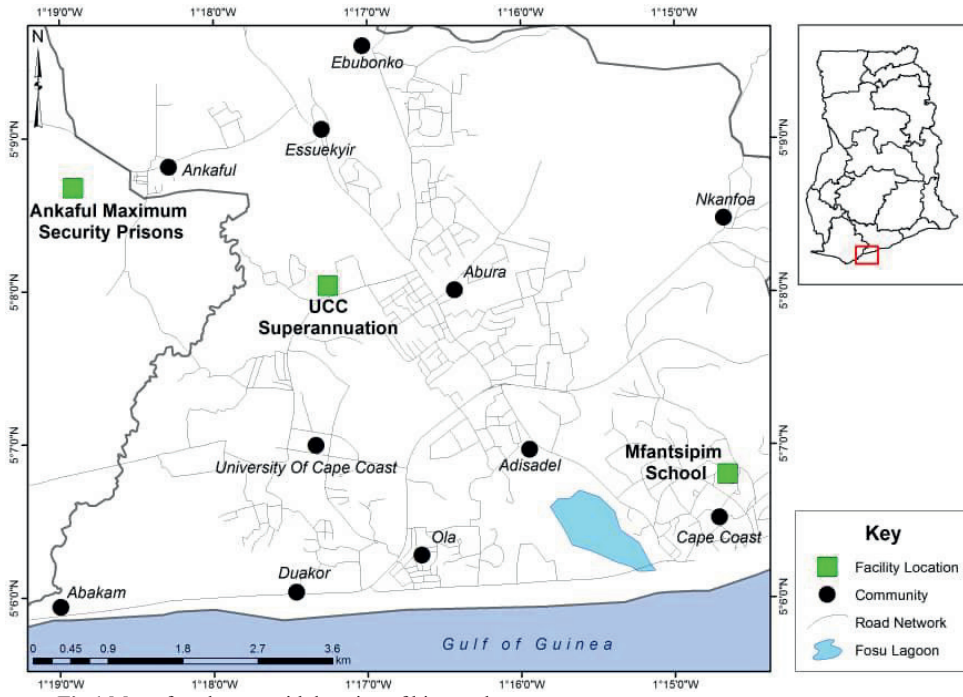 1°19'0"W
1°18'0"W
1°17'0"W
1°16'0"W
1°15'0"W
N
Ebubonko
5°9'0"N
5°9'0"N
Essuekyir
Ankaful
Ankaful Maximum
Security Prisons
Nkanfoa
Abura
5°8'0"N
5°8'0"N
UCC
Superannuation
5°7'0"N
5°7'0"N
University Of Cape Coast
Adisadel
Mfantsipim
School
Cape Coast
Ola
Duakor
Abakam
5°6'0"N
5°6'0"N
Gulf of Guinea
0 0.45 0.9 1.8 2.7 3.6
km
1°19'0"W
1°18'0"W
1°17'0"W
1°16'0"W
1°15'0"W
Key
Facility Location
Community
Road Network
Fosu Lagoon